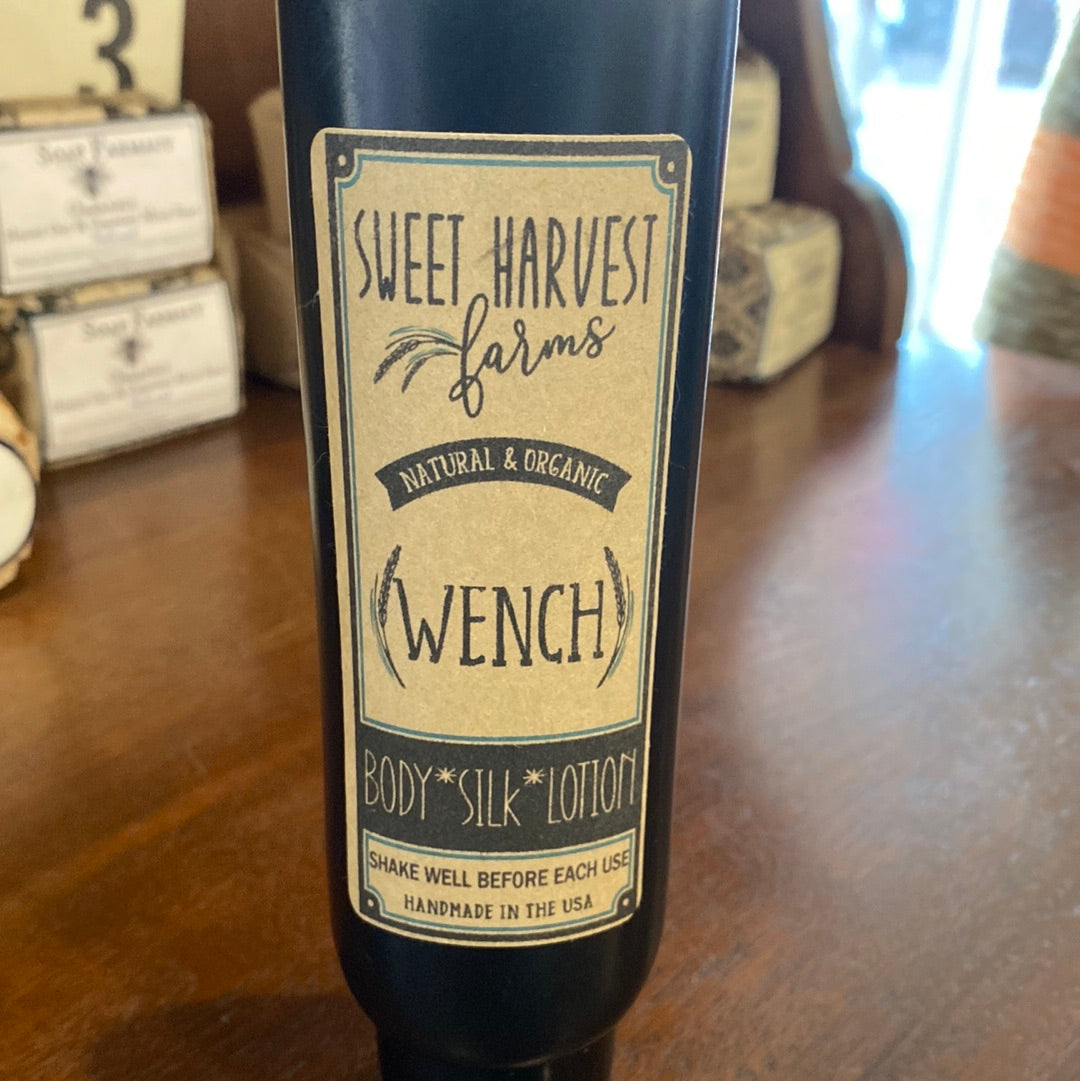 3
SWEET HARVEST
farms
NATURAL & ORGANIC
WENCH
BODY*SILK*LOTION
SHAKE WELL BEFORE EACH USE
HANDMADE IN THE USA